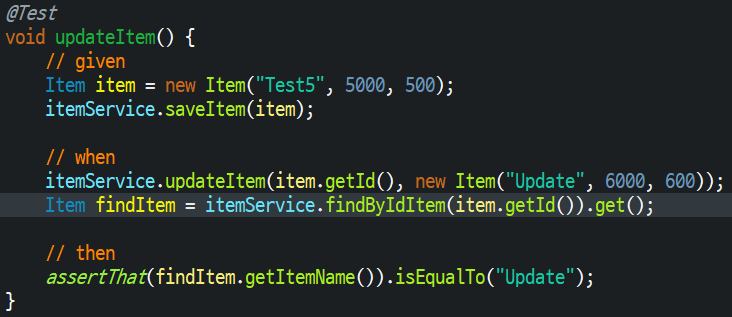 @Test
void updateItem() {
    // given
    Item item = new Item("Test5", 5000, 500);
    itemService.saveItem(item);

    // when
    itemService.updateItem(item.getId(), new Item("Update", 6000, 600));
    Item findItem = itemService.findByIdItem(item.getId()).get();

    // then
    assertThat(findItem.getItemName()).isEqualTo("Update");
}